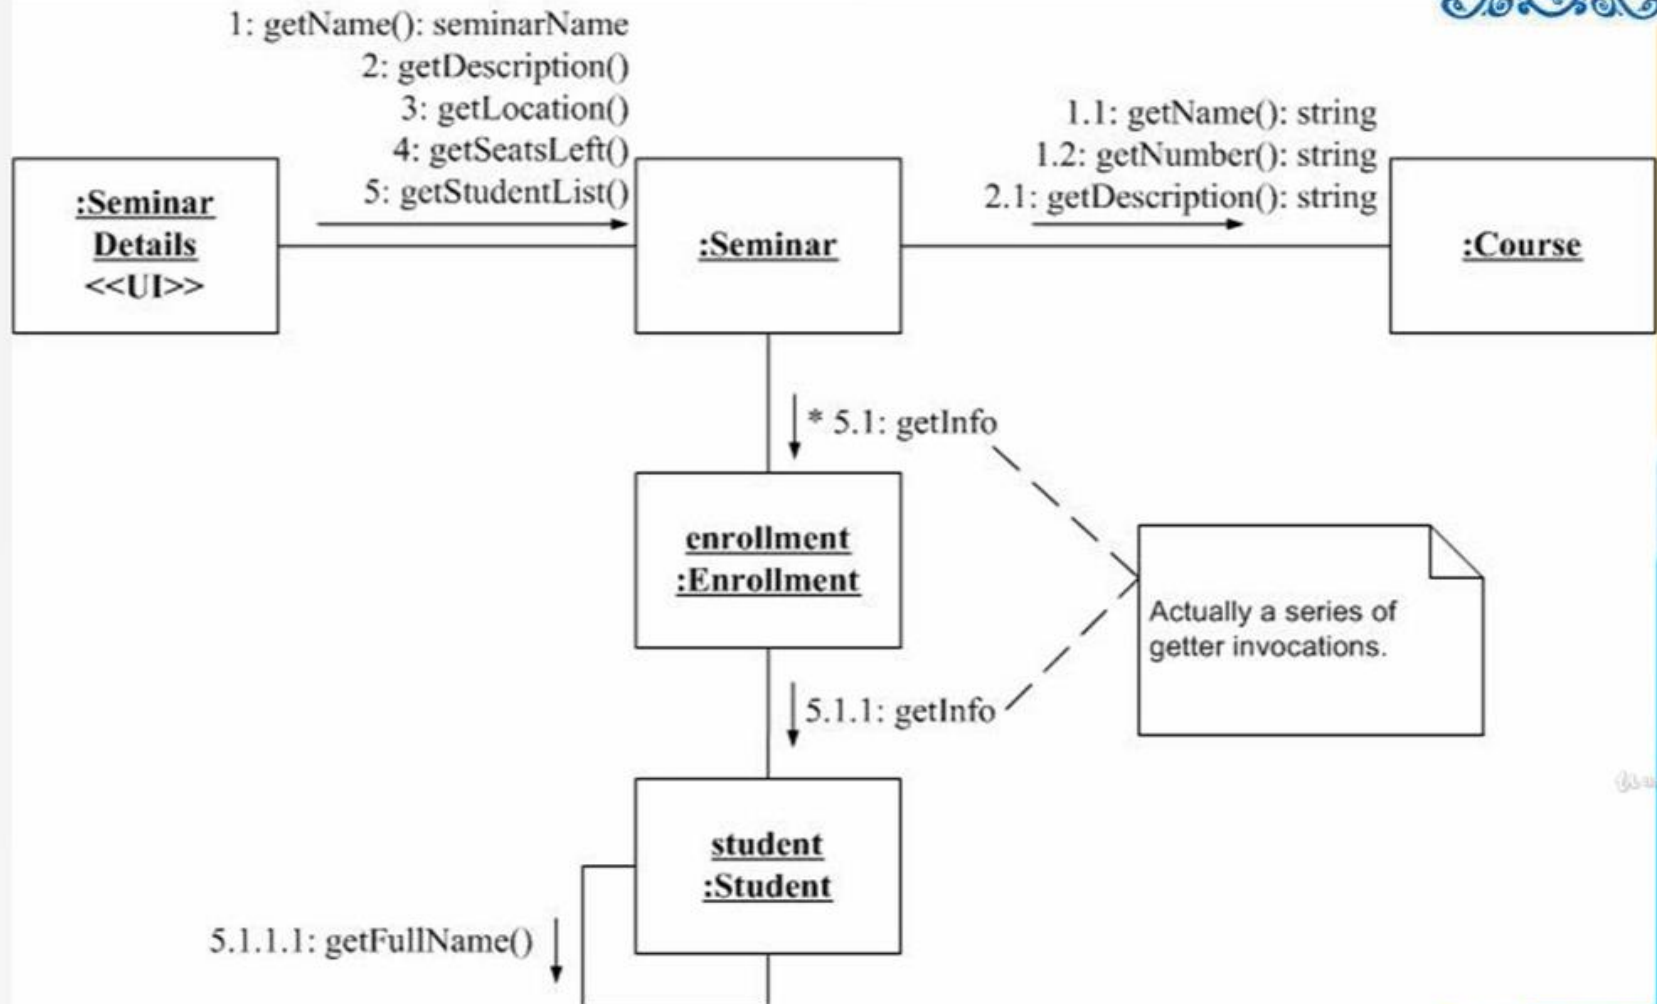 1: getName(): seminarName
2: getDescription()
3: getLocation()
4: getSeatsLeft()
5: getStudentList()
1.1: getName(): string
1.2: getNumber(): string
2.1: getDescription(): string
:Seminar
Details
<<UI>>
:Seminar
:Course
* 5.1: getInfo
enrollment
:Enrollment
Actually a series of
getter invocations.
5.1.1: getInfo
student
:Student
5.1.1.1: getFullName()